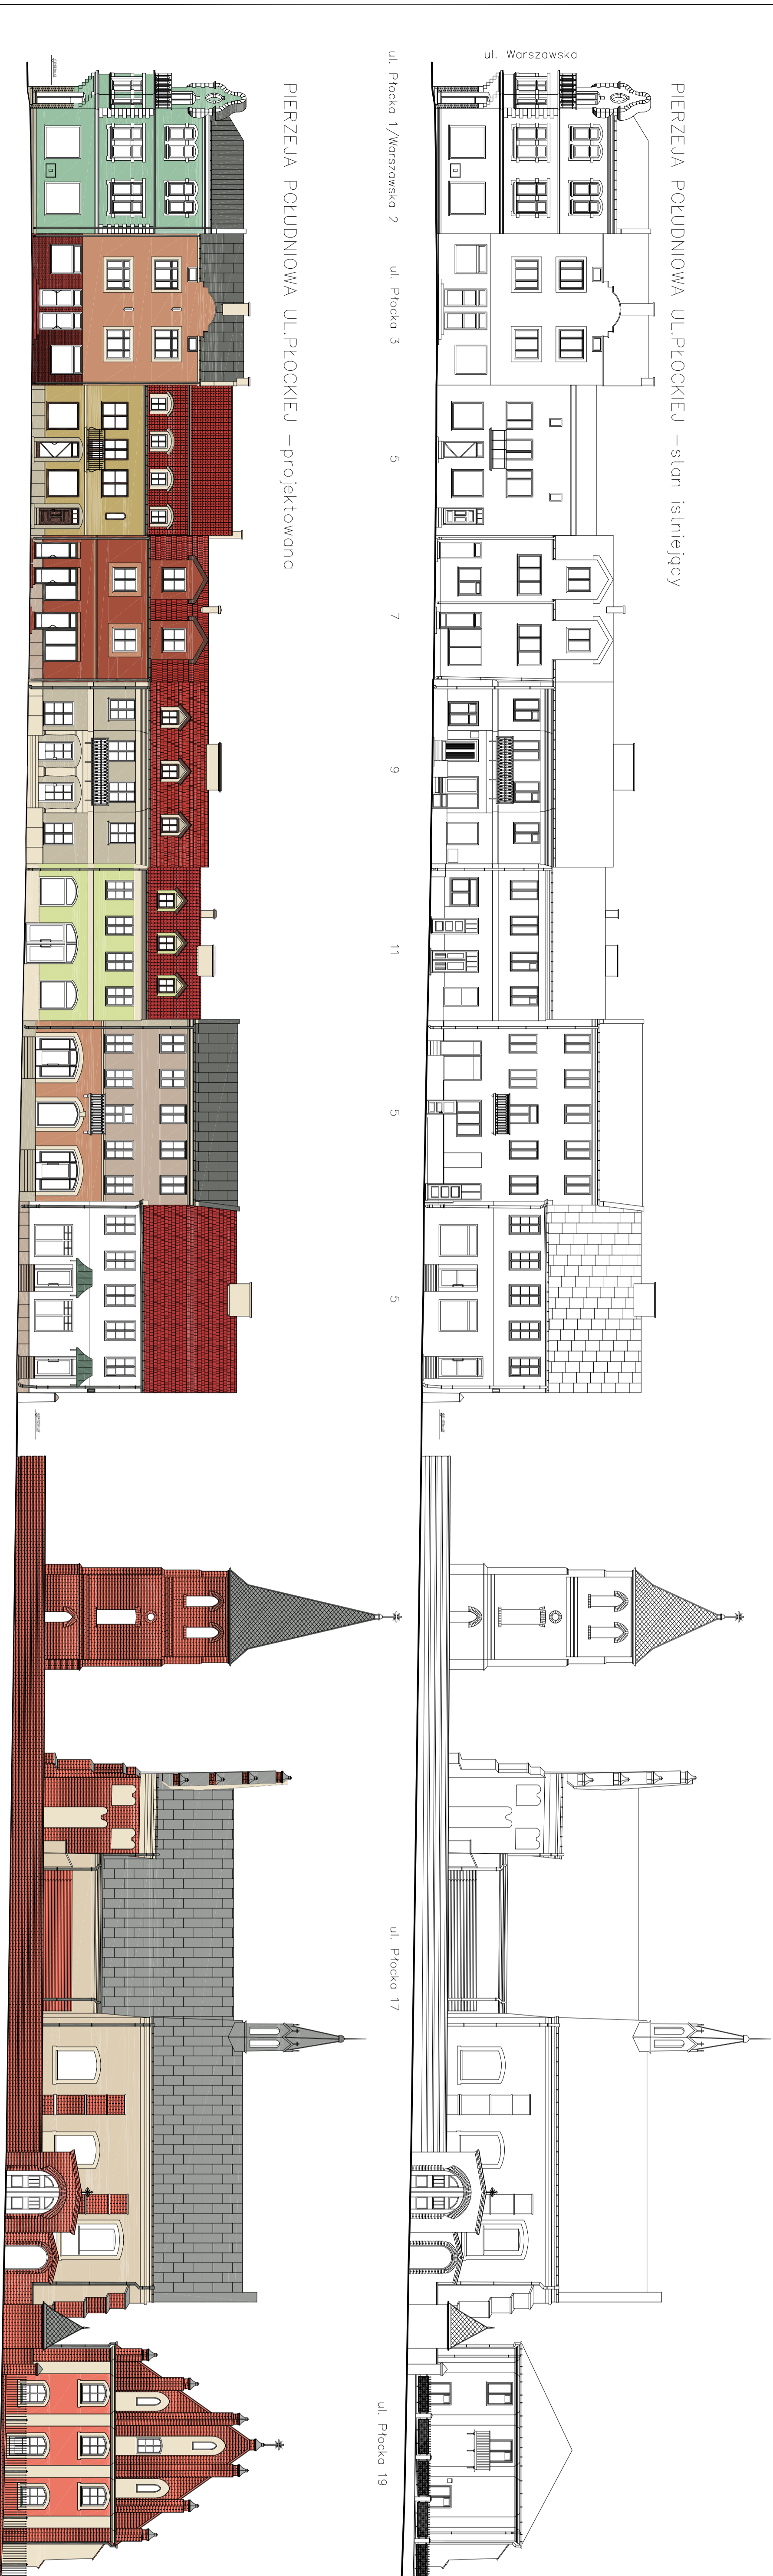 PIERZEJA POŁUDNIOWA UL.PŁOCKIEJ —stan istniejący
ul. Warszawska
ul. Płocka 1/Warszawska 2
ul. Płocka 3
5
7
9
11
5
5
ul. Płocka 17
ul. Płocka 19
PIERZEJA POŁUDNIOWA UL.PŁOCKIEJ —projektowana